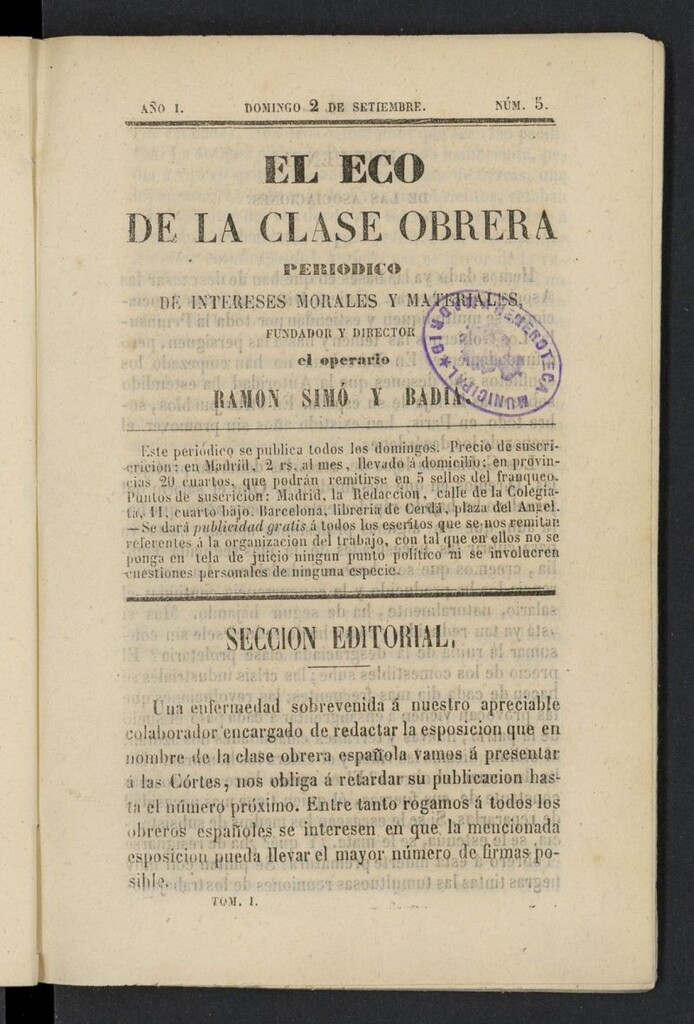 AÑO I. DOMINGO 2 DE SETIEMBRE. NÚM. 5.
EL ECO
DE LA CLASE OBRERA
PERIODICO
DE INTERESES MORALES Y MATERIALES,
FUNDADOR Y DIRECTOR
el operario
RAMON SIMÓ Y BADÍA.
HEMEROTECA MUNICIPAL
Este periódico se publica todos los domingos. Precio de suscri-
cricion: en Madrid, 2 rs. al mes, llevado á domicilio; en provin-
cias 20 cuartos, que podrán remitirse en 5 sellos del franqueo.
Puntos de suscricion: Madrid, la Redaccion, calle de la Colegia-
ta, 11, cuarto bajo. Barcelona, librería de Cerdá, plaza del Angel.
—Se dará publicidad gratis á todos los escritos que se nos remitan
referentes á la organizacion del trabajo, con tal que en ellos no se
ponga en tela de juicio ningun punto político ni se involucren
cuestiones personales de ninguna especie.
SECCION EDITORIAL.
Una enfermedad sobrevenida á nuestro apreciable
colaborador encargado de redactar la esposicion que en
nombre de la clase obrera española vamos á presentar
á las Córtes, nos obliga á retardar su publicacion has-
ta el número próximo. Entre tanto rogamos á todos los
obreros españoles se interesen en que la mencionada
esposicion pueda llevar el mayor número de firmas po-
sible.
TOM. I.